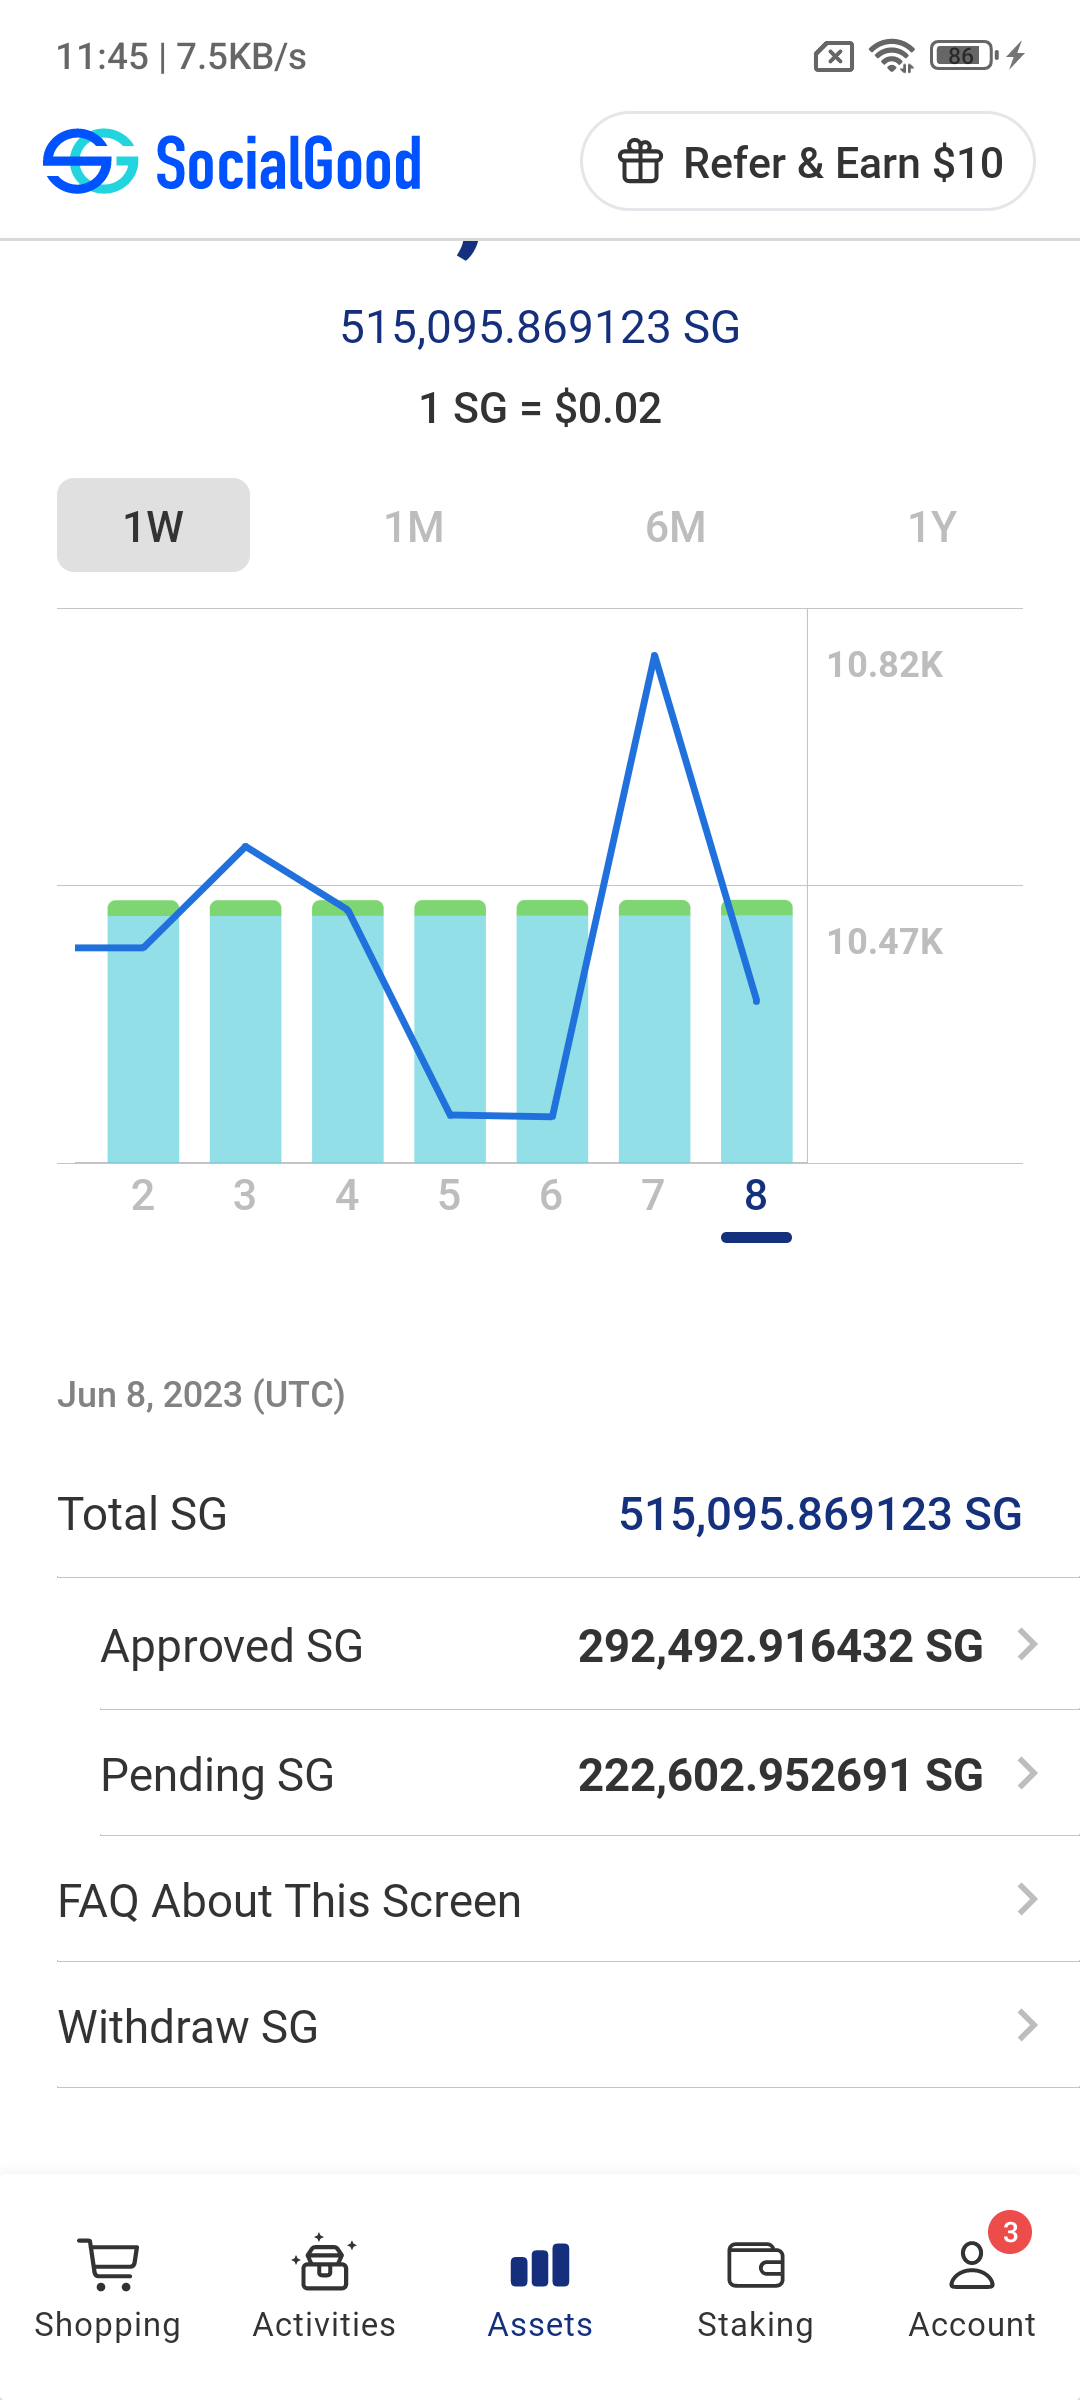 11:45 | 7.5KB/s
86
SocialGood
Refer & Earn $10
515,095.869123 SG
1 SG = $0.02
1W 1M 6M 1Y
10.82K
10.47K
2 3 4 5 6 7 8
Jun 8, 2023 (UTC)
Total SG 515,095.869123 SG
Approved SG 292,492.916432 SG
Pending SG 222,602.952691 SG
FAQ About This Screen
Withdraw SG
3
Shopping Activities Assets Staking Account